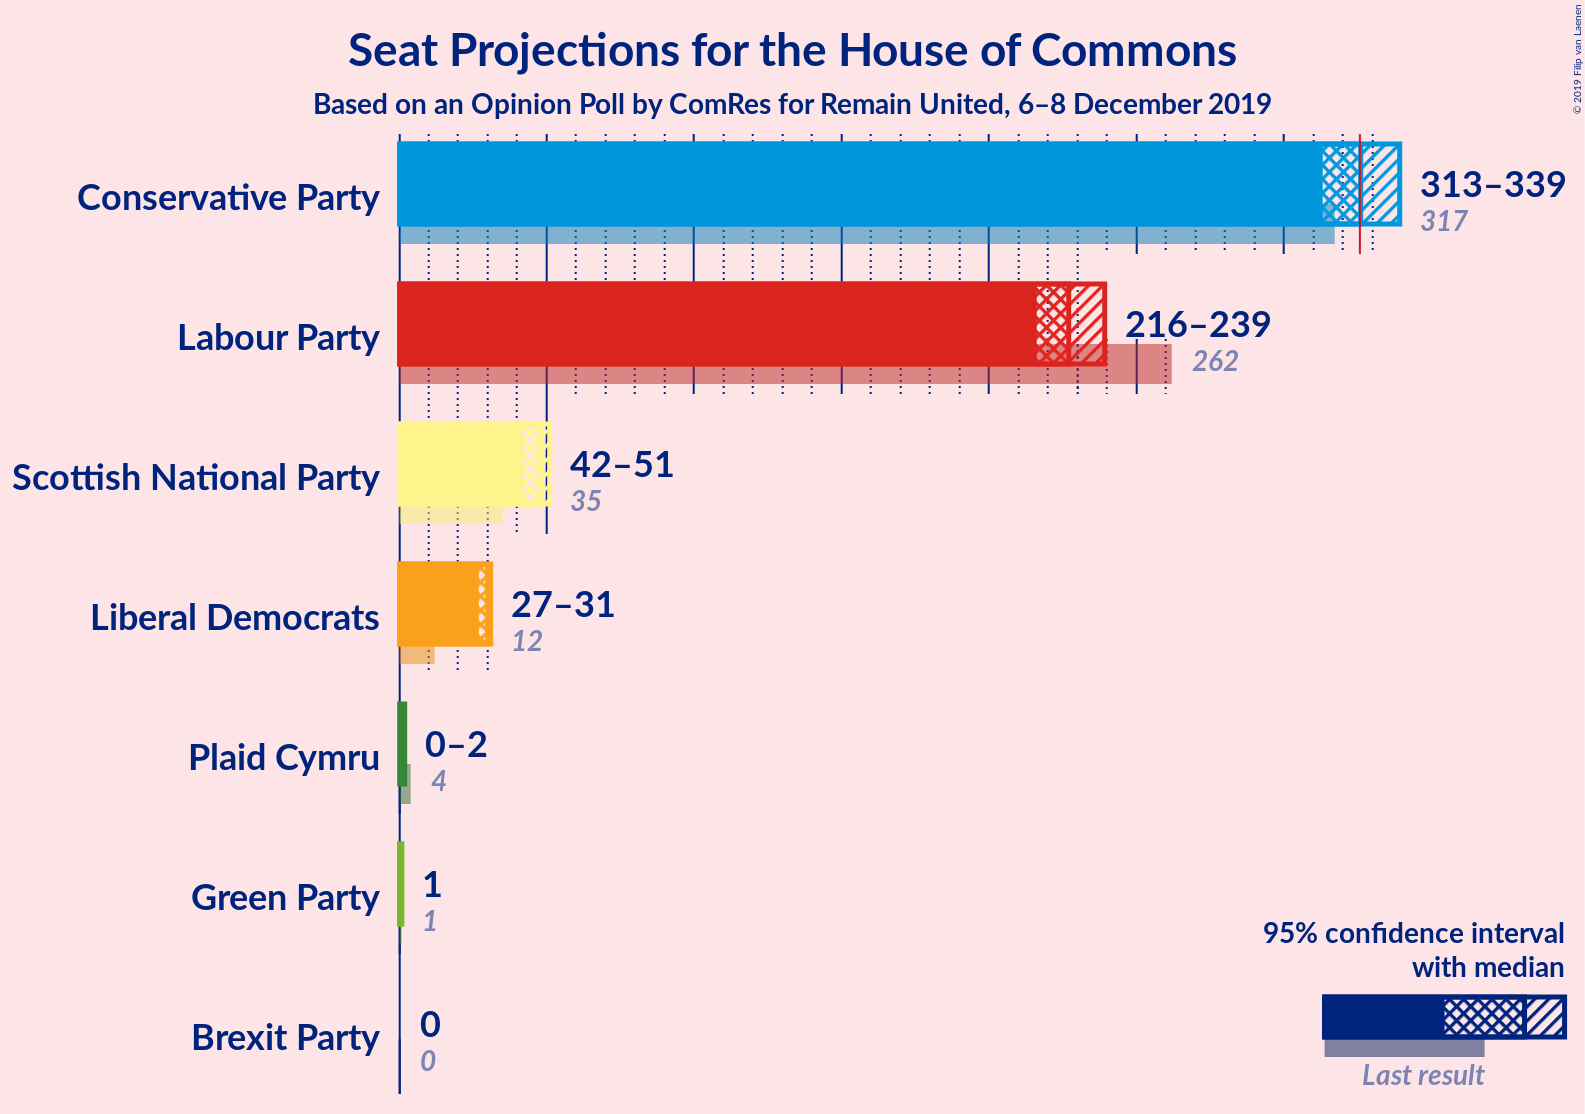 Seat Projections for the House of Commons
Based on an Opinion Poll by ComRes for Remain United, 6–8 December 2019
© 2019 Filip van Laenen
Conservative Party
313–339
317
Labour Party
216–239
262
Scottish National Party
42–51
35
Liberal Democrats
27–31
12
Plaid Cymru
0–2
4
Green Party
1
1
Brexit Party
0
0
95% confidence interval
with median
Last result